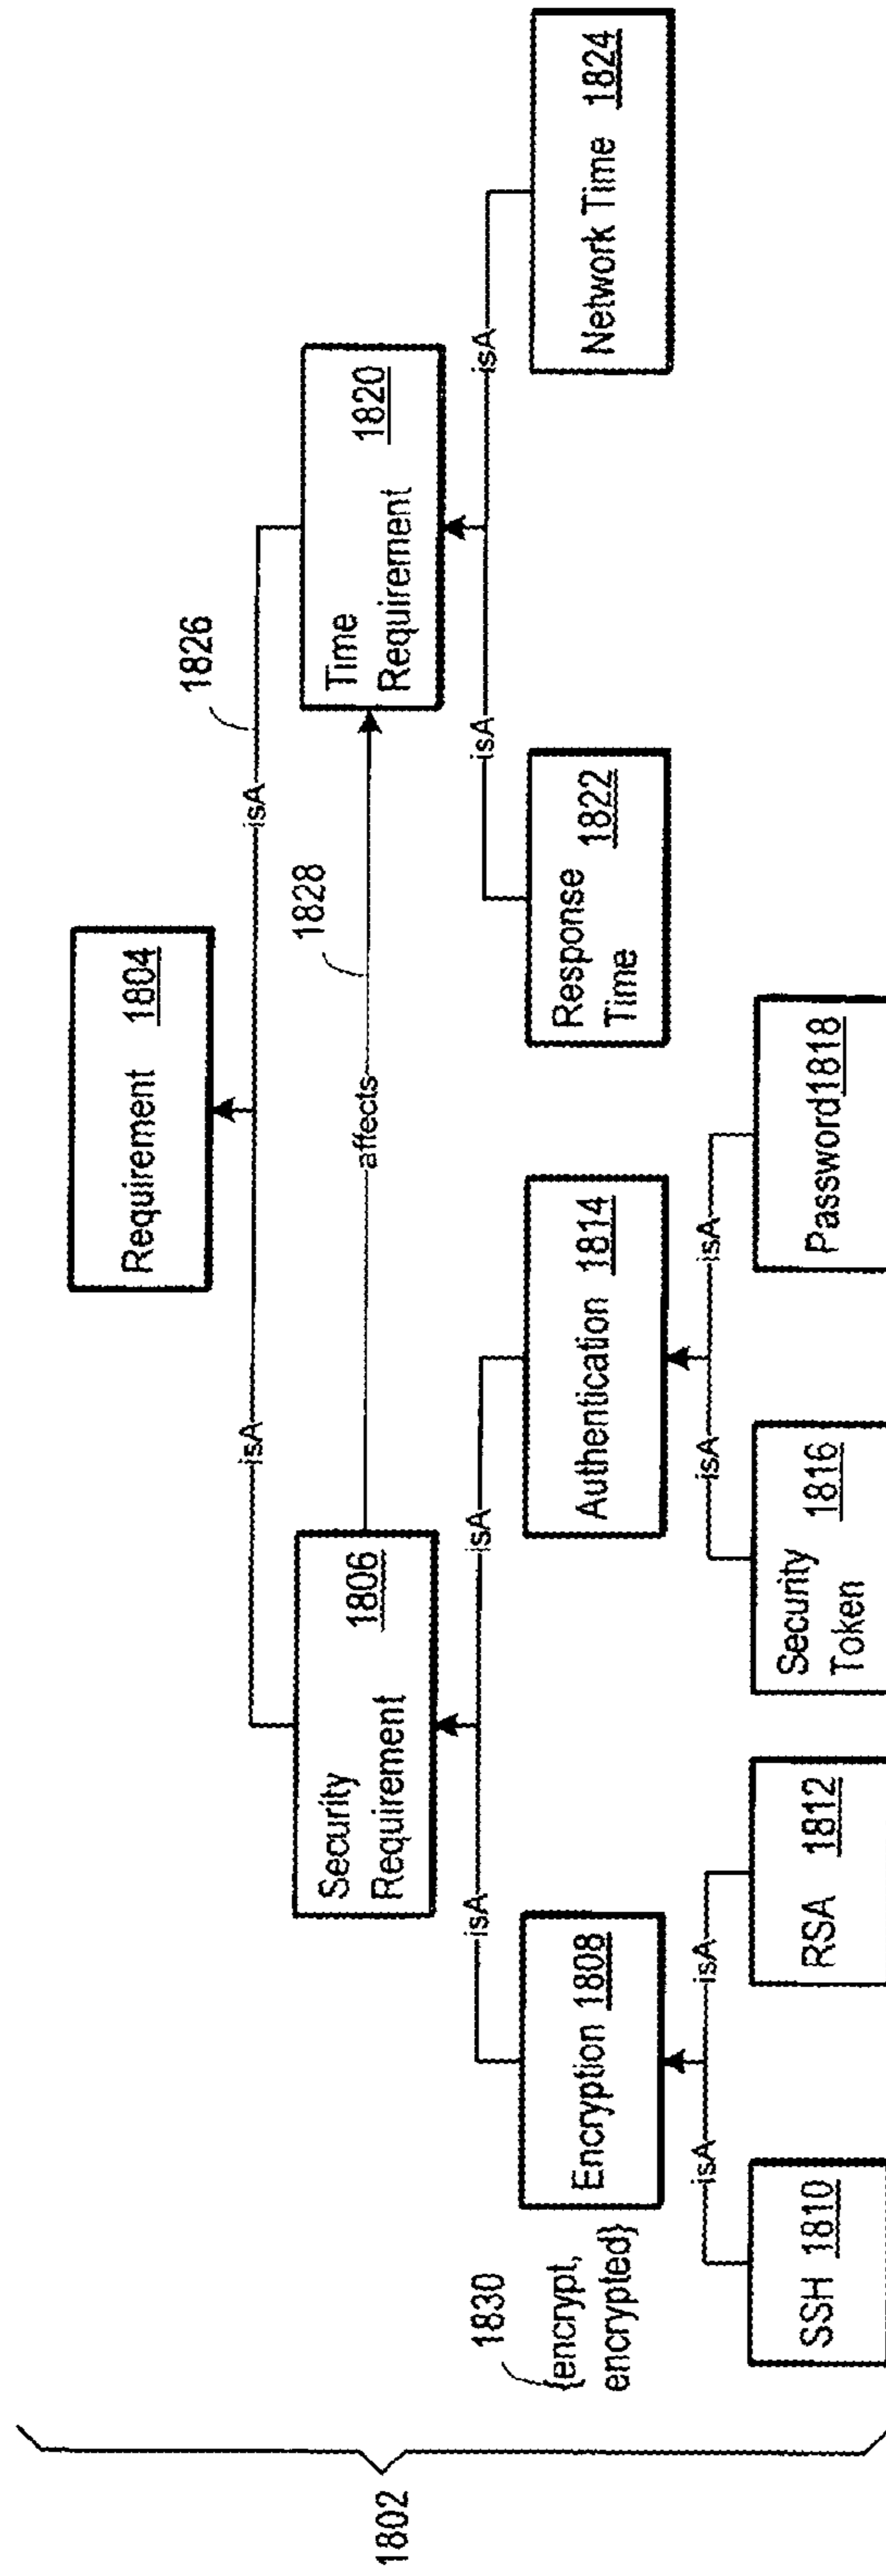 1802
Requirement 1804
1826
isA
isA
Security
Requirement
1806
1828
affects
Time
Requirement
1820
1830
{encrypt,
encrypted}
isA
isA
isA
isA
Encryption 1808
Authentication 1814
Response
Time
1822
Network Time 1824
isA
isA
isA
isA
SSH 1810
RSA 1812
Security
Token
1816
Password1818